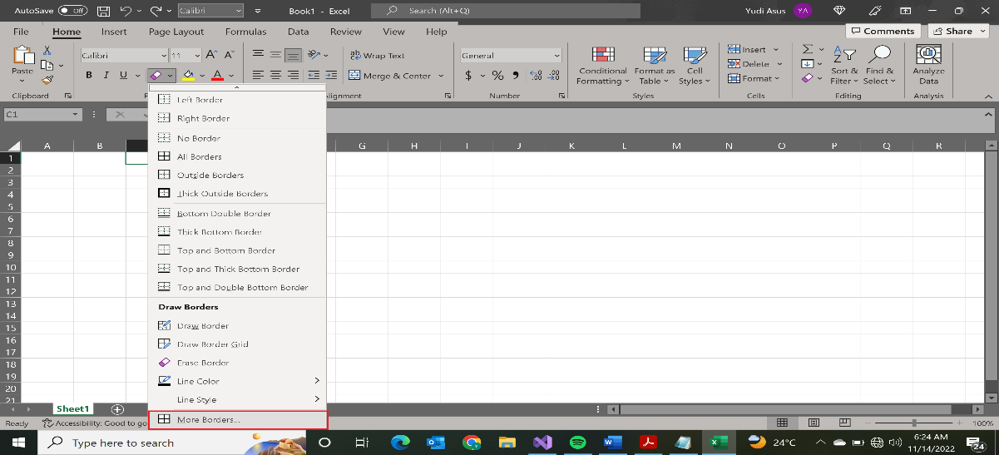 AutoSave Off Calibri Book1 - Excel Search (Alt+Q) Yudi Asus YA
File Home Insert Page Layout Formulas Data Review View Help Comments Share
Paste
Calibri 11 A^ Aˇ
B I U A
ab Wrap Text
Merge & Center
General
$ % 9
Conditional Formatting
Format as Table
Cell Styles
Insert
Delete
Format
Sort & Filter
Find & Select
Analyze Data
Clipboard F Alignment Number Styles Cells Editing Analysis
C1
A B G H I J K L M N O P Q R
1
2
3
4
5
6
7
8
9
10
11
12
13
14
15
16
17
18
19
20
21
Left Border
Right Border
No Border
All Borders
Outside Borders
Thick Outside Borders
Bottom Double Border
Thick Bottom Border
Top and Bottom Border
Top and Thick Bottom Border
Top and Double Bottom Border
Draw Borders
Draw Border
Draw Border Grid
Erase Border
Line Color
Line Style
More Borders...
Sheet1
Ready Accessibility: Good to go 100%
Type here to search 24°C 6:24 AM
11/14/2022 24